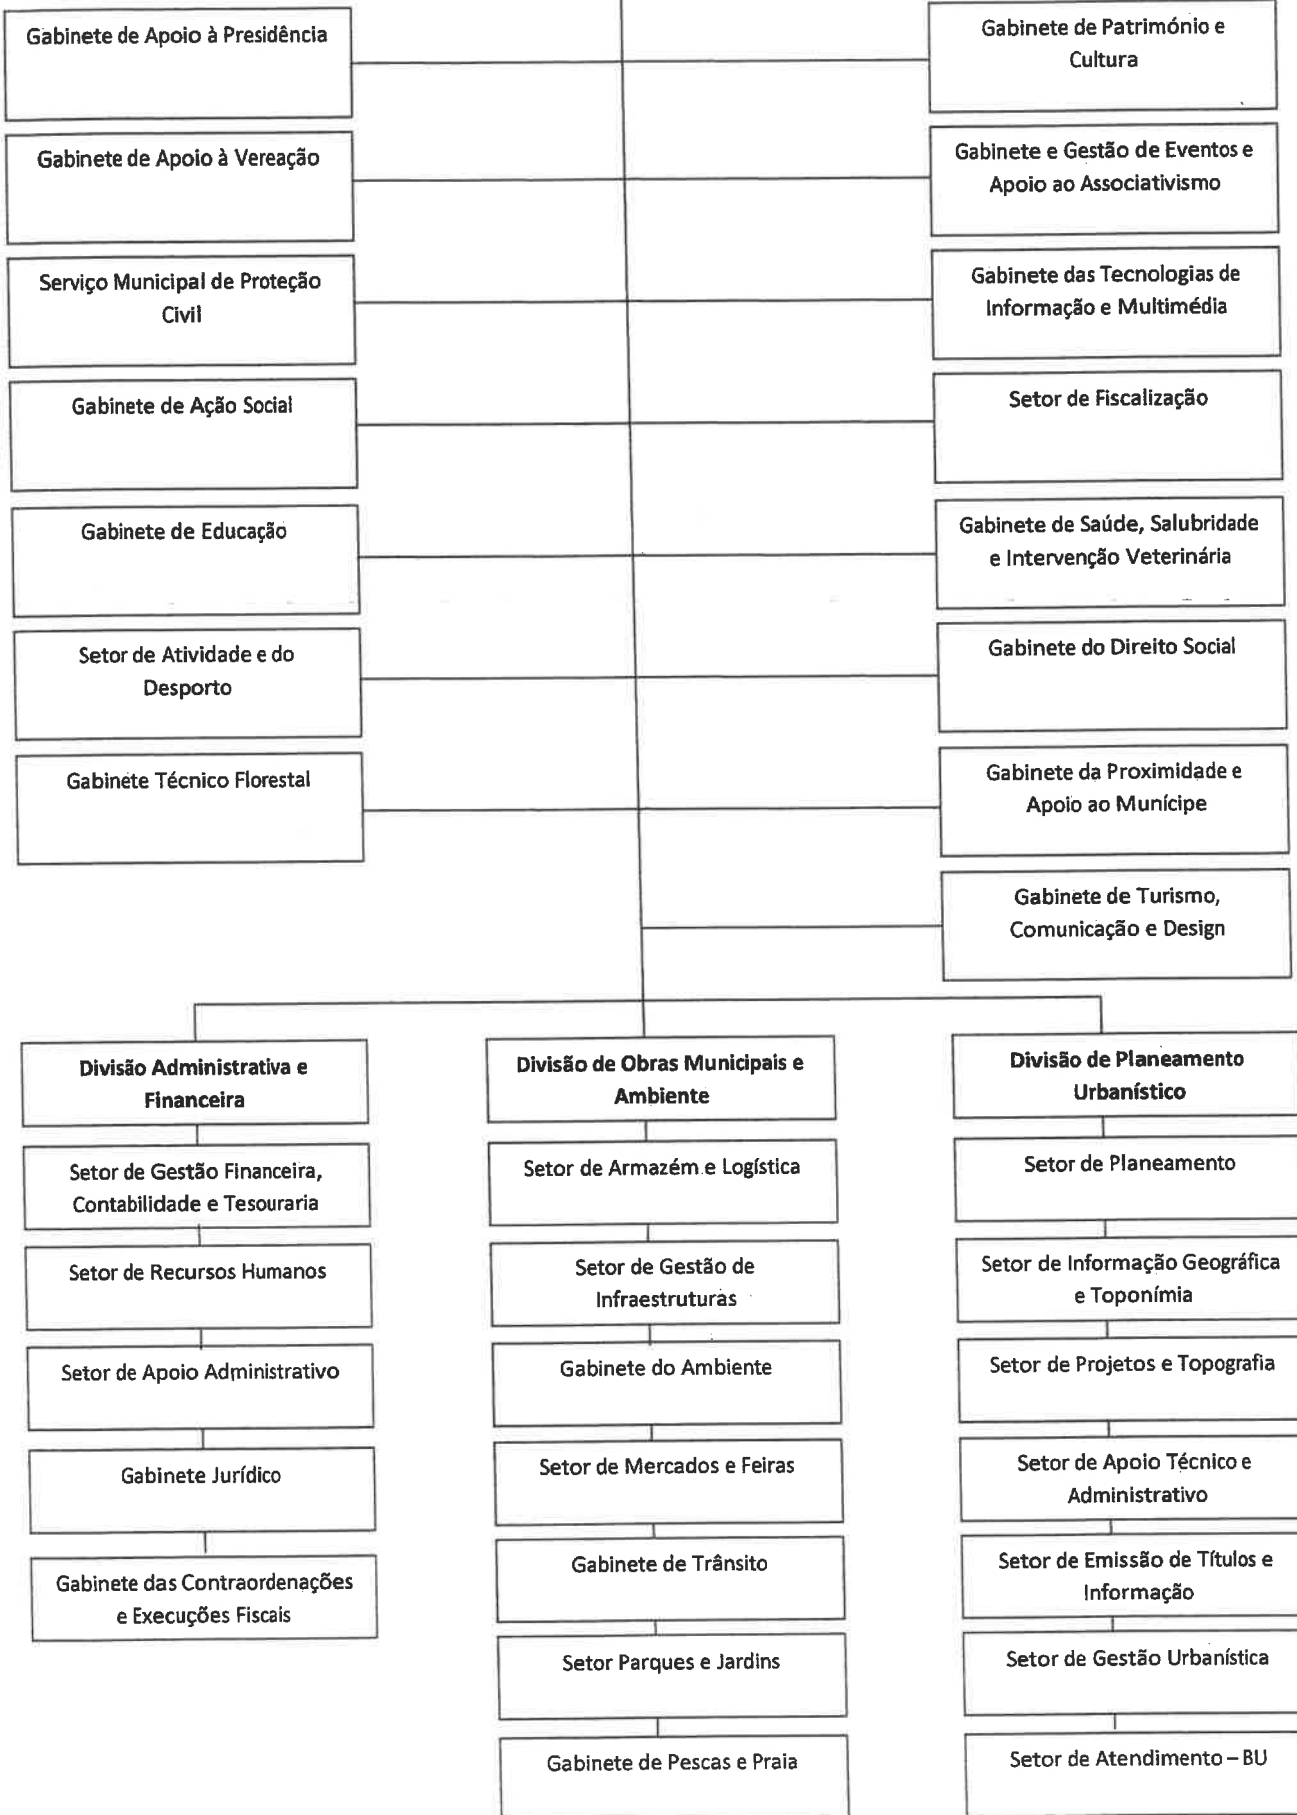 Gabinete de Apoio à Presidência
Gabinete de Apoio à Vereação
Serviço Municipal de Proteção
Civil
Gabinete de Ação Social
Gabinete de Educação
Setor de Atividade e do
Desporto
Gabinete Técnico Florestal
Gabinete de Património e
Cultura
Gabinete e Gestão de Eventos e
Apoio ao Associativismo
Gabinete das Tecnologias de
Informação e Multimédia
Setor de Fiscalização
Gabinete de Saúde, Salubridade
e Intervenção Veterinária
Gabinete do Direito Social
Gabinete da Proximidade e
Apoio ao Munícipe
Gabinete de Turismo,
Comunicação e Design
Divisão Administrativa e
Financeira
Setor de Gestão Financeira,
Contabilidade e Tesouraria
Setor de Recursos Humanos
Setor de Apoio Administrativo
Gabinete Jurídico
Gabinete das Contraordenações
e Execuções Fiscais
Divisão de Obras Municipais e
Ambiente
Setor de Armazém e Logística
Setor de Gestão de
Infraestruturas
Gabinete do Ambiente
Setor de Mercados e Feiras
Gabinete de Trânsito
Setor Parques e Jardins
Gabinete de Pescas e Praia
Divisão de Planeamento
Urbanístico
Setor de Planeamento
Setor de Informação Geográfica
e Toponímia
Setor de Projetos e Topografia
Setor de Apoio Técnico e
Administrativo
Setor de Emissão de Títulos e
Informação
Setor de Gestão Urbanística
Setor de Atendimento – BU